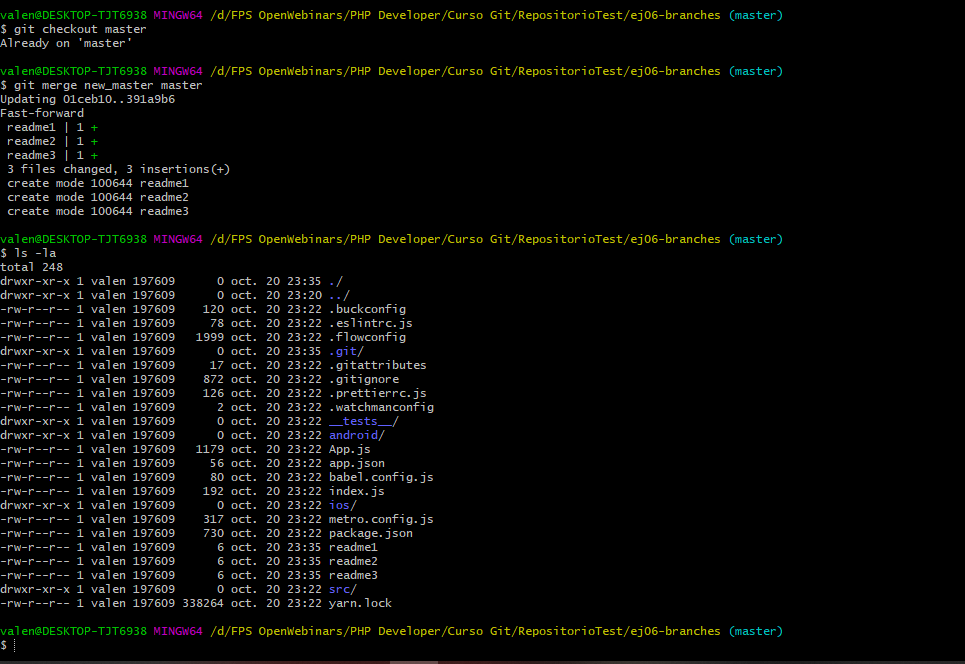 valen@DESKTOP-TJT6938 MINGW64 /d/FPS OpenWebinars/PHP Developer/Curso Git/RepositorioTest/ej06-branches (master)
$ git checkout master
Already on 'master'

valen@DESKTOP-TJT6938 MINGW64 /d/FPS OpenWebinars/PHP Developer/Curso Git/RepositorioTest/ej06-branches (master)
$ git merge new_master master
Updating 01ceb10..391a9b6
Fast-forward
 readme1 | 1 +
 readme2 | 1 +
 readme3 | 1 +
 3 files changed, 3 insertions(+)
 create mode 100644 readme1
 create mode 100644 readme2
 create mode 100644 readme3

valen@DESKTOP-TJT6938 MINGW64 /d/FPS OpenWebinars/PHP Developer/Curso Git/RepositorioTest/ej06-branches (master)
$ ls -la
total 248
drwxr-xr-x 1 valen 197609      0 oct. 20 23:35 ./
drwxr-xr-x 1 valen 197609      0 oct. 20 23:20 ../
-rw-r--r-- 1 valen 197609    120 oct. 20 23:22 .buckconfig
-rw-r--r-- 1 valen 197609     78 oct. 20 23:22 .eslintrc.js
-rw-r--r-- 1 valen 197609   1999 oct. 20 23:22 .flowconfig
drwxr-xr-x 1 valen 197609      0 oct. 20 23:35 .git/
-rw-r--r-- 1 valen 197609     17 oct. 20 23:22 .gitattributes
-rw-r--r-- 1 valen 197609    872 oct. 20 23:22 .gitignore
-rw-r--r-- 1 valen 197609    126 oct. 20 23:22 .prettierrc.js
-rw-r--r-- 1 valen 197609      2 oct. 20 23:22 .watchmanconfig
drwxr-xr-x 1 valen 197609      0 oct. 20 23:22 __tests__/
drwxr-xr-x 1 valen 197609      0 oct. 20 23:22 android/
-rw-r--r-- 1 valen 197609   1179 oct. 20 23:22 App.js
-rw-r--r-- 1 valen 197609     56 oct. 20 23:22 app.json
-rw-r--r-- 1 valen 197609     80 oct. 20 23:22 babel.config.js
-rw-r--r-- 1 valen 197609    192 oct. 20 23:22 index.js
drwxr-xr-x 1 valen 197609      0 oct. 20 23:22 ios/
-rw-r--r-- 1 valen 197609    317 oct. 20 23:22 metro.config.js
-rw-r--r-- 1 valen 197609    730 oct. 20 23:22 package.json
-rw-r--r-- 1 valen 197609      6 oct. 20 23:35 readme1
-rw-r--r-- 1 valen 197609      6 oct. 20 23:35 readme2
-rw-r--r-- 1 valen 197609      6 oct. 20 23:35 readme3
drwxr-xr-x 1 valen 197609      0 oct. 20 23:22 src/
-rw-r--r-- 1 valen 197609 338264 oct. 20 23:22 yarn.lock

valen@DESKTOP-TJT6938 MINGW64 /d/FPS OpenWebinars/PHP Developer/Curso Git/RepositorioTest/ej06-branches (master)
$